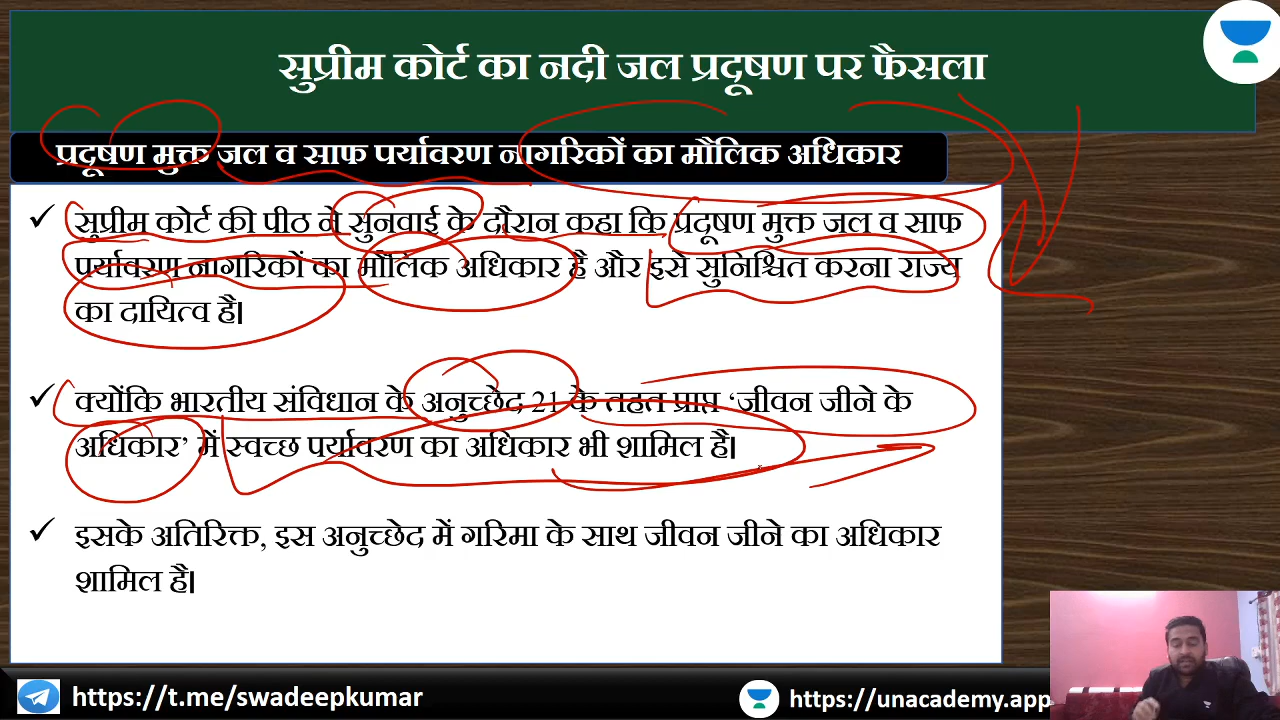 सुप्रीम कोर्ट का नदी जल प्रदूषण पर फैसला
प्रदूषण मुक्त जल व साफ पर्यावरण नागरिकों का मौलिक अधिकार
✓ सुप्रीम कोर्ट की पीठ ने सुनवाई के दौरान कहा कि प्रदूषण मुक्त जल व साफ
पर्यावरण नागरिकों का मौलिक अधिकार है और इसे सुनिश्चित करना राज्य
का दायित्व है।
✓ क्योंकि भारतीय संविधान के अनुच्छेद 21 के तहत प्राप्त ‘जीवन जीने के
अधिकार’ में स्वच्छ पर्यावरण का अधिकार भी शामिल है।
✓ इसके अतिरिक्त, इस अनुच्छेद में गरिमा के साथ जीवन जीने का अधिकार
शामिल है।
https://t.me/swadeepkumar
https://unacademy.app